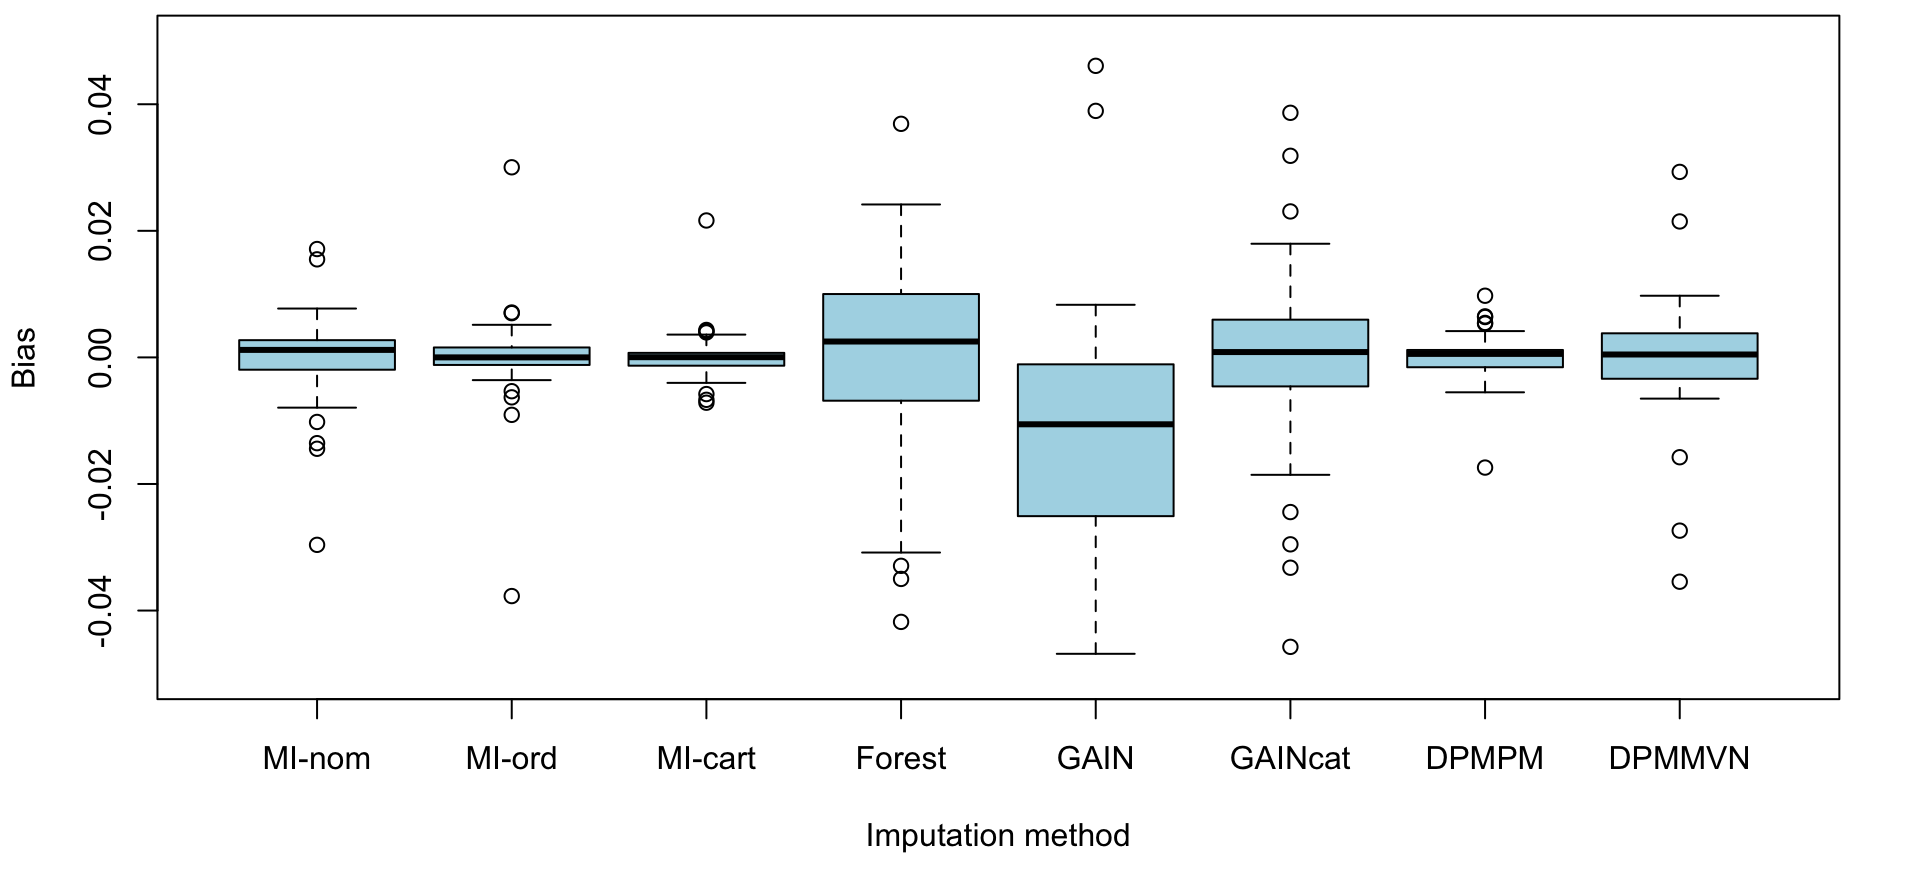 0.04
0.02
0.00
-0.02
-0.04
Bias
MI-nom MI-ord MI-cart Forest GAIN GAINcat DPMPM DPMMVN
Imputation method